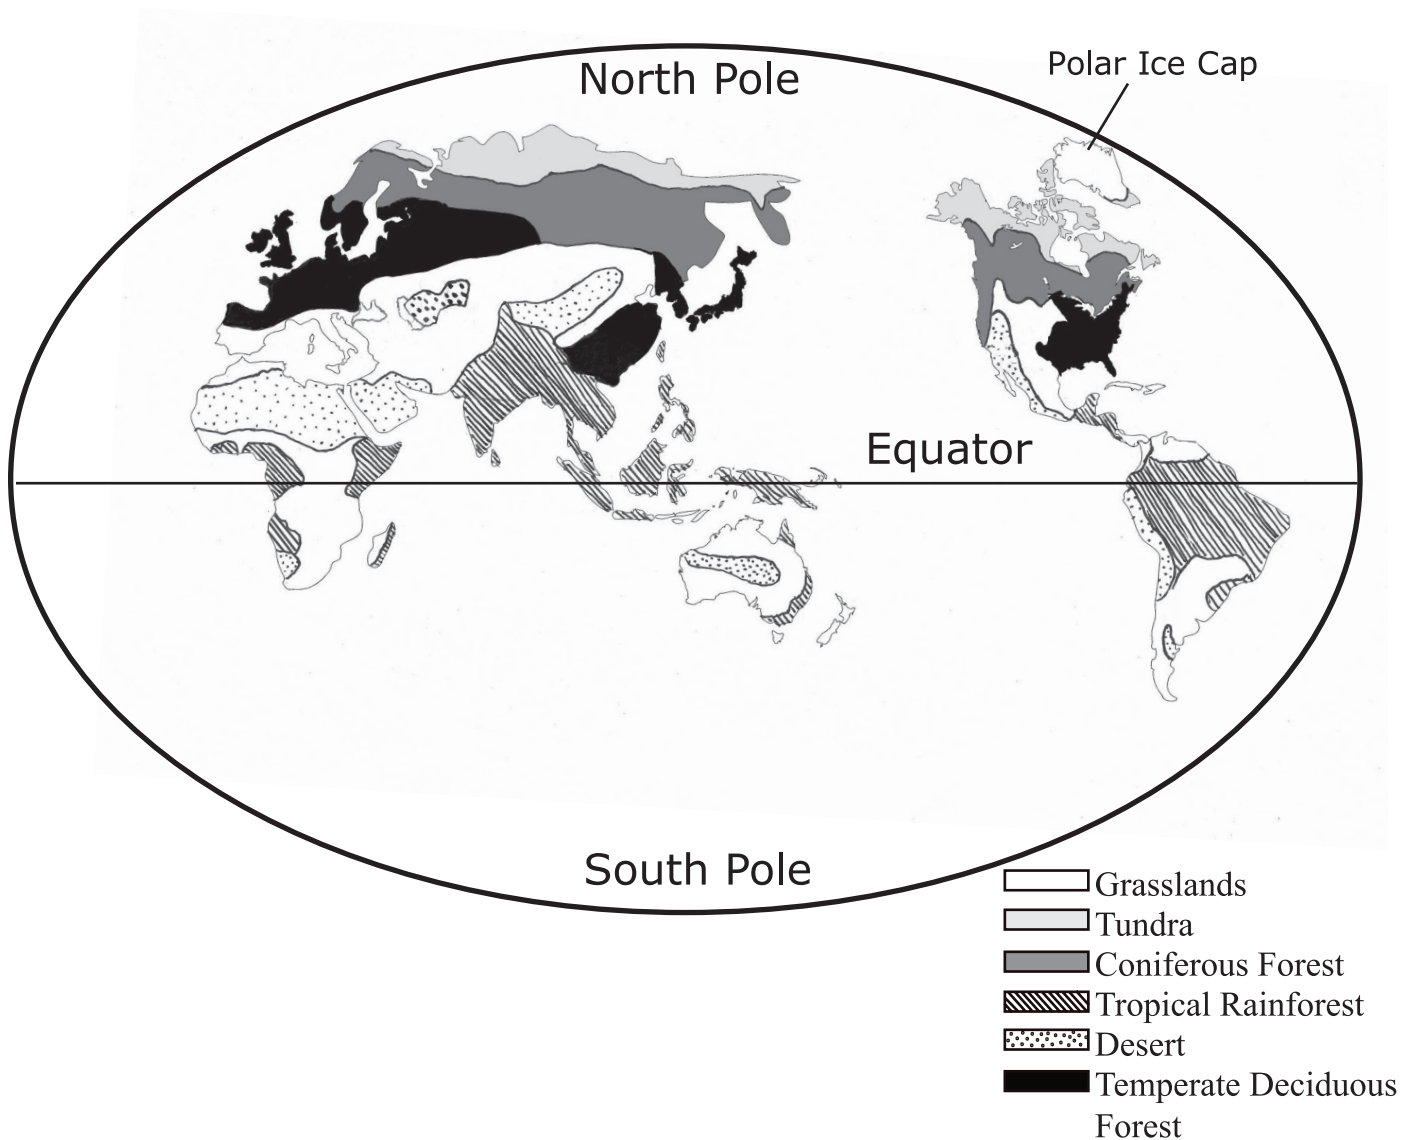 Polar Ice Cap
North Pole
Equator
South Pole
Grasslands
Tundra
Coniferous Forest
Tropical Rainforest
Desert
Temperate Deciduous
Forest